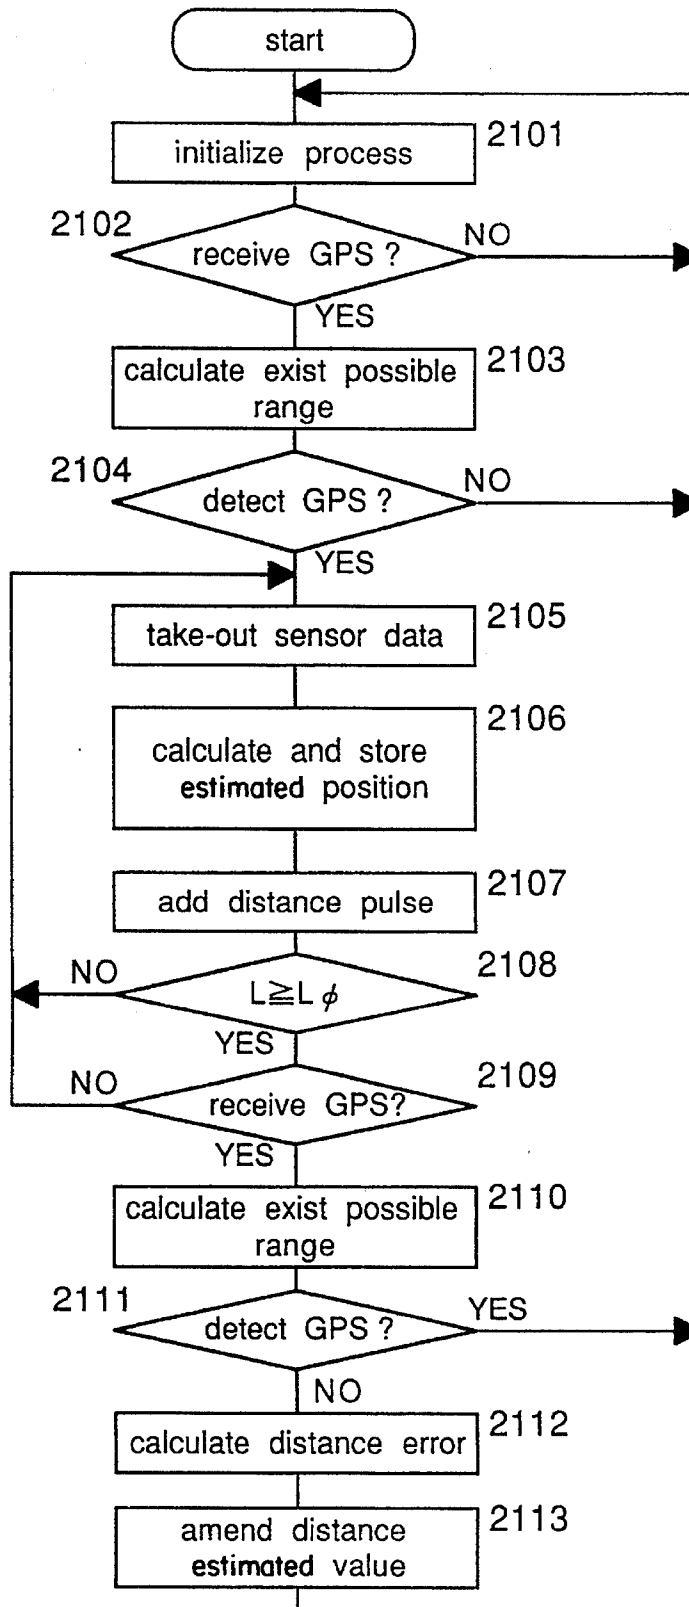 start
initialize process
2101
2102
receive GPS ?
NO
YES
calculate exist possible
range
2103
2104
detect GPS ?
NO
YES
take-out sensor data
2105
calculate and store
estimated position
2106
add distance pulse
2107
NO
L≧L ϕ
2108
YES
NO
receive GPS?
2109
YES
calculate exist possible
range
2110
2111
detect GPS ?
YES
NO
calculate distance error
2112
amend distance
estimated value
2113